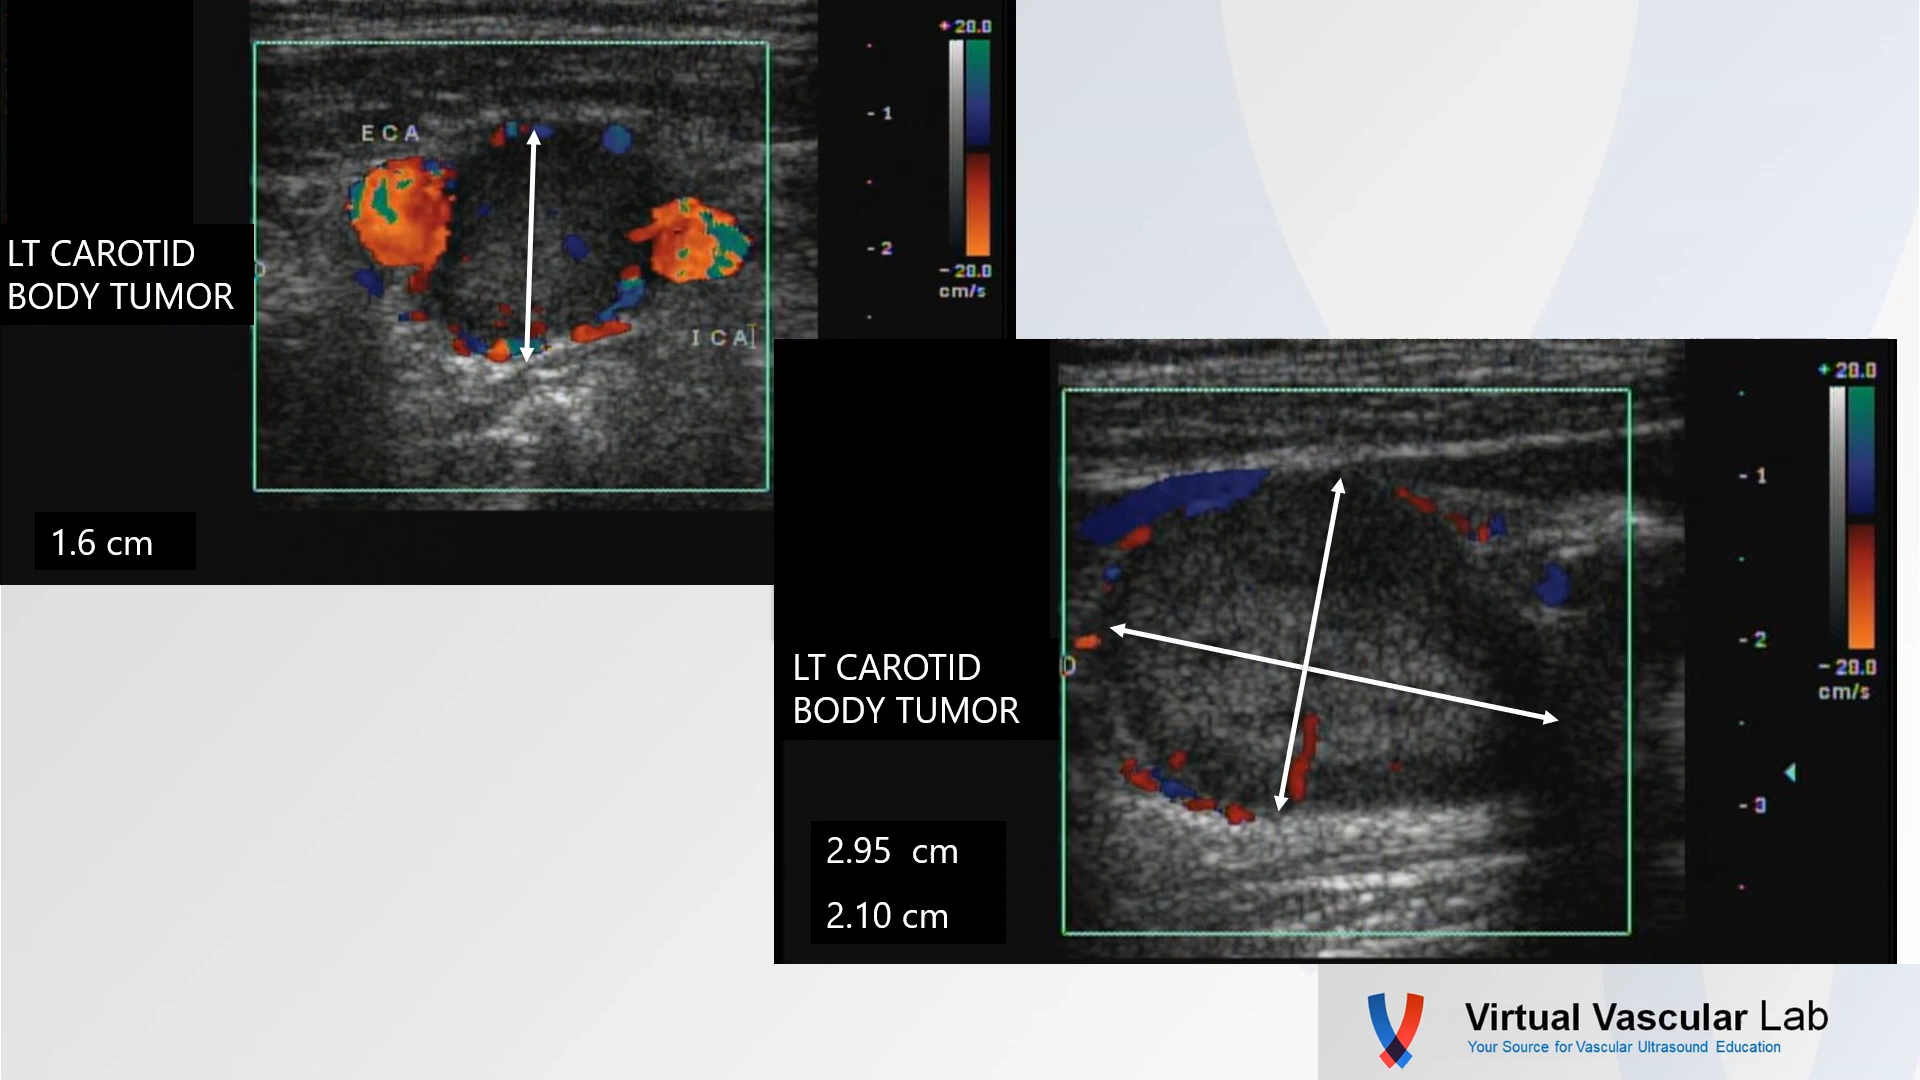 + 20.0
ECA
- 1
LT CAROTID
BODY TUMOR
- 2
- 20.0
cm/s
ICA
1.6 cm
+ 20.0
- 1
- 2
LT CAROTID
BODY TUMOR
- 20.0
cm/s
- 3
2.95 cm
2.10 cm
Virtual Vascular Lab
Your Source for Vascular Ultrasound Education